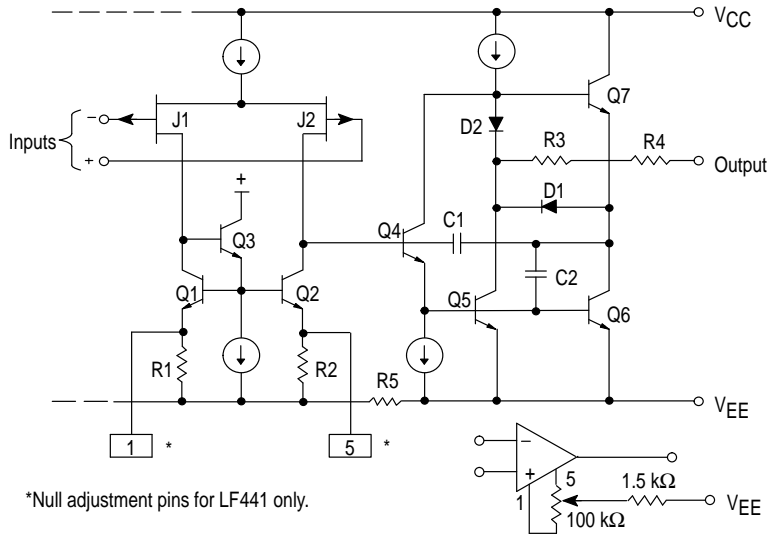 VCC
J1
J2
Q7
D2
R3
R4
Inputs
−
+
Output
+
D1
Q3
Q4
C1
C2
Q1
Q2
Q5
Q6
R1
R2
R5
VEE
1 *
5 *
*Null adjustment pins for LF441 only.
−
+
5
1
1.5 kΩ
VEE
100 kΩ